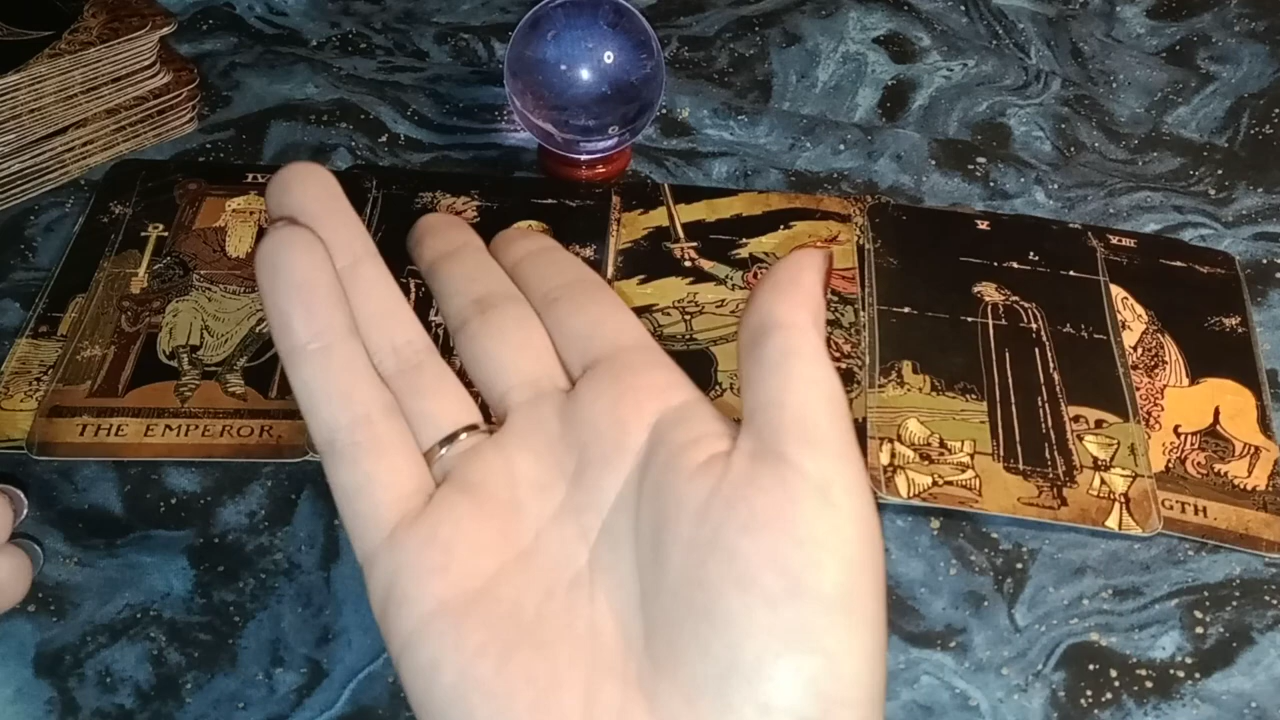 IV
V
VIII
THE EMPEROR.
GTH.